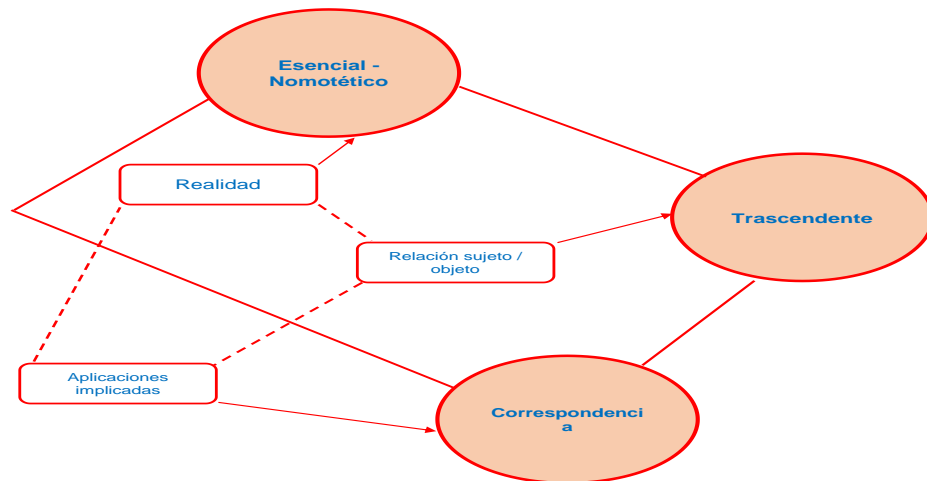 Esencial -
Nomotético
Realidad
Trascendente
Relación sujeto /
objeto
Aplicaciones
implicadas
Correspondenci
a